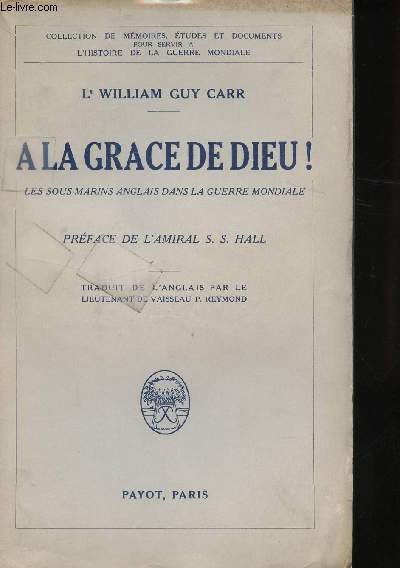 le-livre.com
COLLECTION DE MÉMOIRES, ÉTUDES ET DOCUMENTS
POUR SERVIR A
L'HISTOIRE DE LA GUERRE MONDIALE
Lt WILLIAM GUY CARR
A LA GRACE DE DIEU !
LES SOUS-MARINS ANGLAIS DANS LA GUERRE MONDIALE
PRÉFACE DE L'AMIRAL S. S. HALL
TRADUIT DE L'ANGLAIS PAR LE
LIEUTENANT DE VAISSEAU P. REYMOND
PAYOT, PARIS